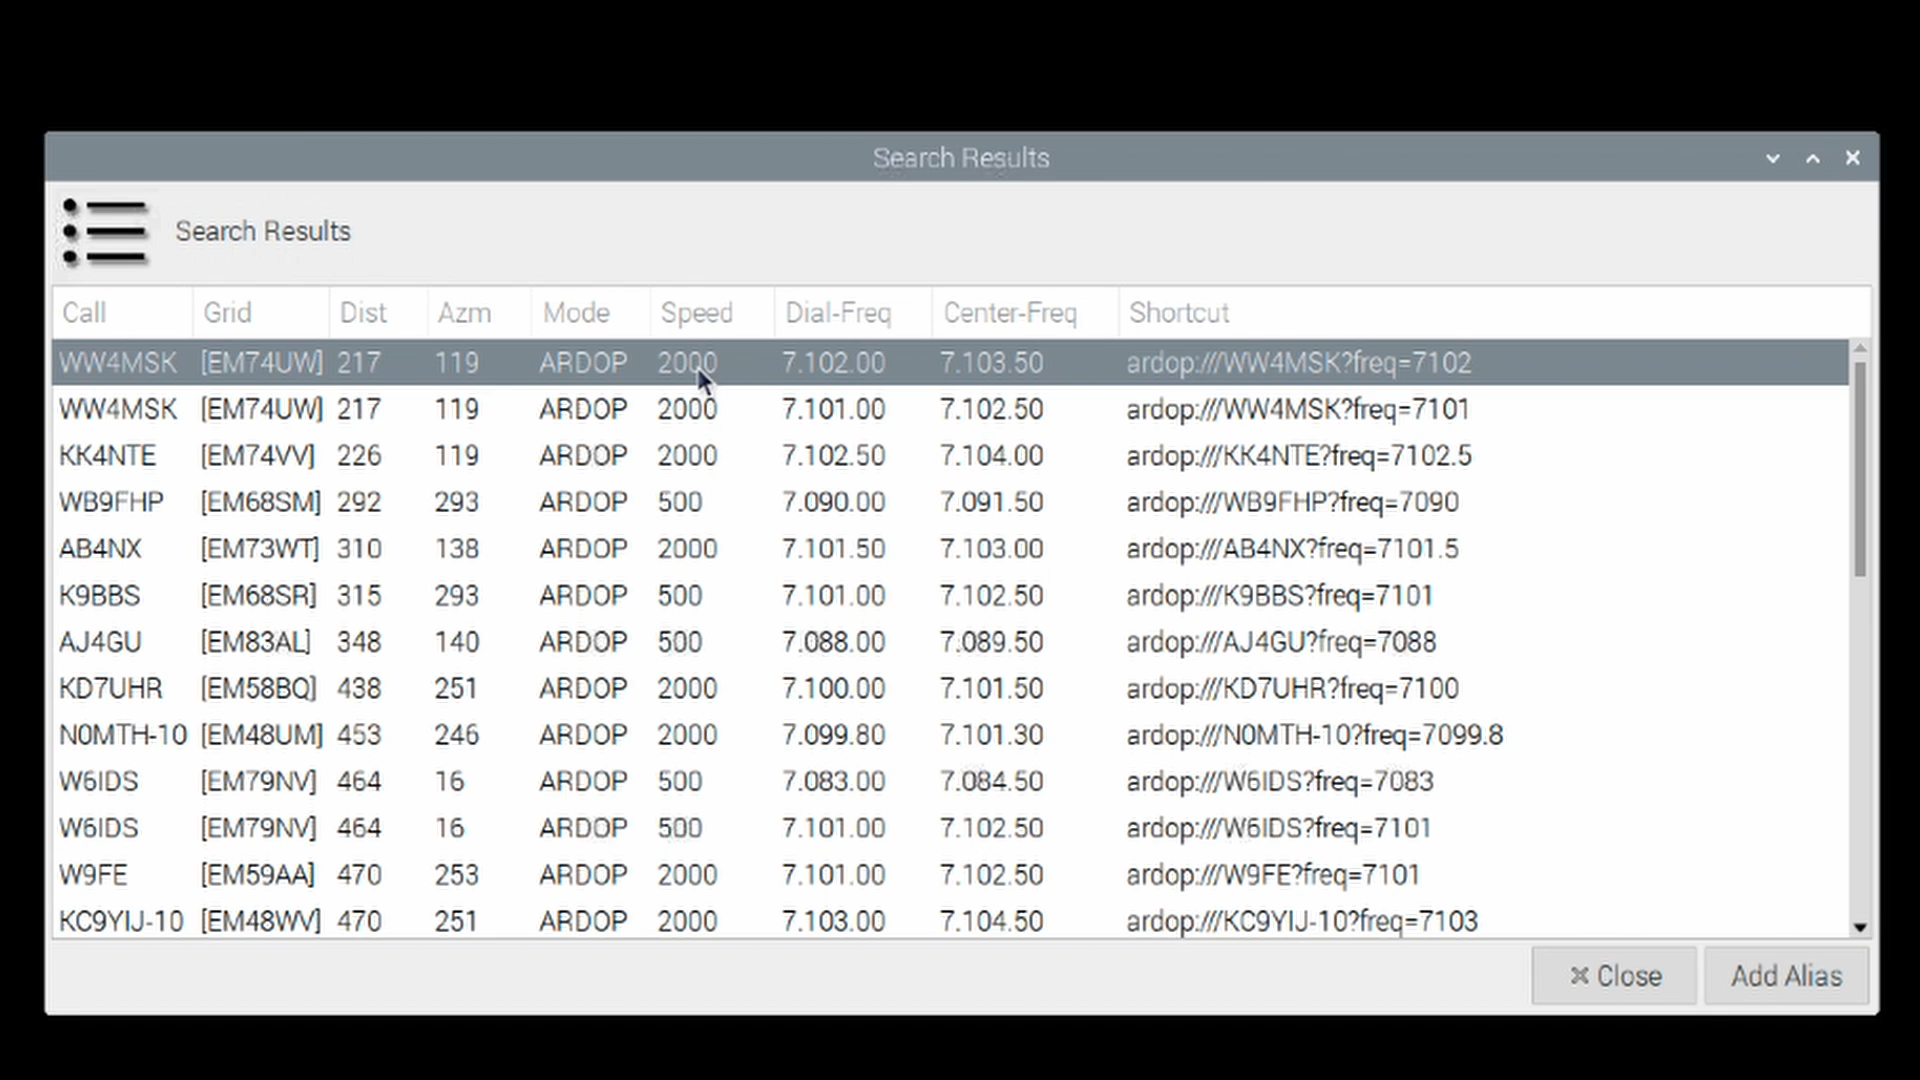 Search Results
Search Results
Call Grid Dist Azm Mode Speed Dial-Freq Center-Freq Shortcut
WW4MSK [EM74UW] 217 119 ARDOP 2000 7.102.00 7.103.50 ardop:///WW4MSK?freq=7102
WW4MSK [EM74UW] 217 119 ARDOP 2000 7.101.00 7.102.50 ardop:///WW4MSK?freq=7101
KK4NTE [EM74VV] 226 119 ARDOP 2000 7.102.50 7.104.00 ardop:///KK4NTE?freq=7102.5
WB9FHP [EM68SM] 292 293 ARDOP 500 7.090.00 7.091.50 ardop:///WB9FHP?freq=7090
AB4NX [EM73WT] 310 138 ARDOP 2000 7.101.50 7.103.00 ardop:///AB4NX?freq=7101.5
K9BBS [EM68SR] 315 293 ARDOP 500 7.101.00 7.102.50 ardop:///K9BBS?freq=7101
AJ4GU [EM83AL] 348 140 ARDOP 500 7.088.00 7.089.50 ardop:///AJ4GU?freq=7088
KD7UHR [EM58BQ] 438 251 ARDOP 2000 7.100.00 7.101.50 ardop:///KD7UHR?freq=7100
N0MTH-10 [EM48UM] 453 246 ARDOP 2000 7.099.80 7.101.30 ardop:///N0MTH-10?freq=7099.8
W6IDS [EM79NV] 464 16 ARDOP 500 7.083.00 7.084.50 ardop:///W6IDS?freq=7083
W6IDS [EM79NV] 464 16 ARDOP 500 7.101.00 7.102.50 ardop:///W6IDS?freq=7101
W9FE [EM59AA] 470 253 ARDOP 2000 7.101.00 7.102.50 ardop:///W9FE?freq=7101
KC9YIJ-10 [EM48WV] 470 251 ARDOP 2000 7.103.00 7.104.50 ardop:///KC9YIJ-10?freq=7103
Close Add Alias